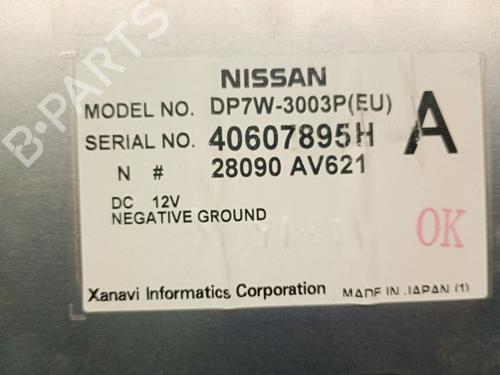 B-PARTS
NISSAN
MODEL NO. DP7W-3003P(EU)
A
SERIAL NO. 40607895H
N # 28090 AV621
DC 12V
NEGATIVE GROUND
OK
Xanavi Informatics Corporation MADE IN JAPAN (1)